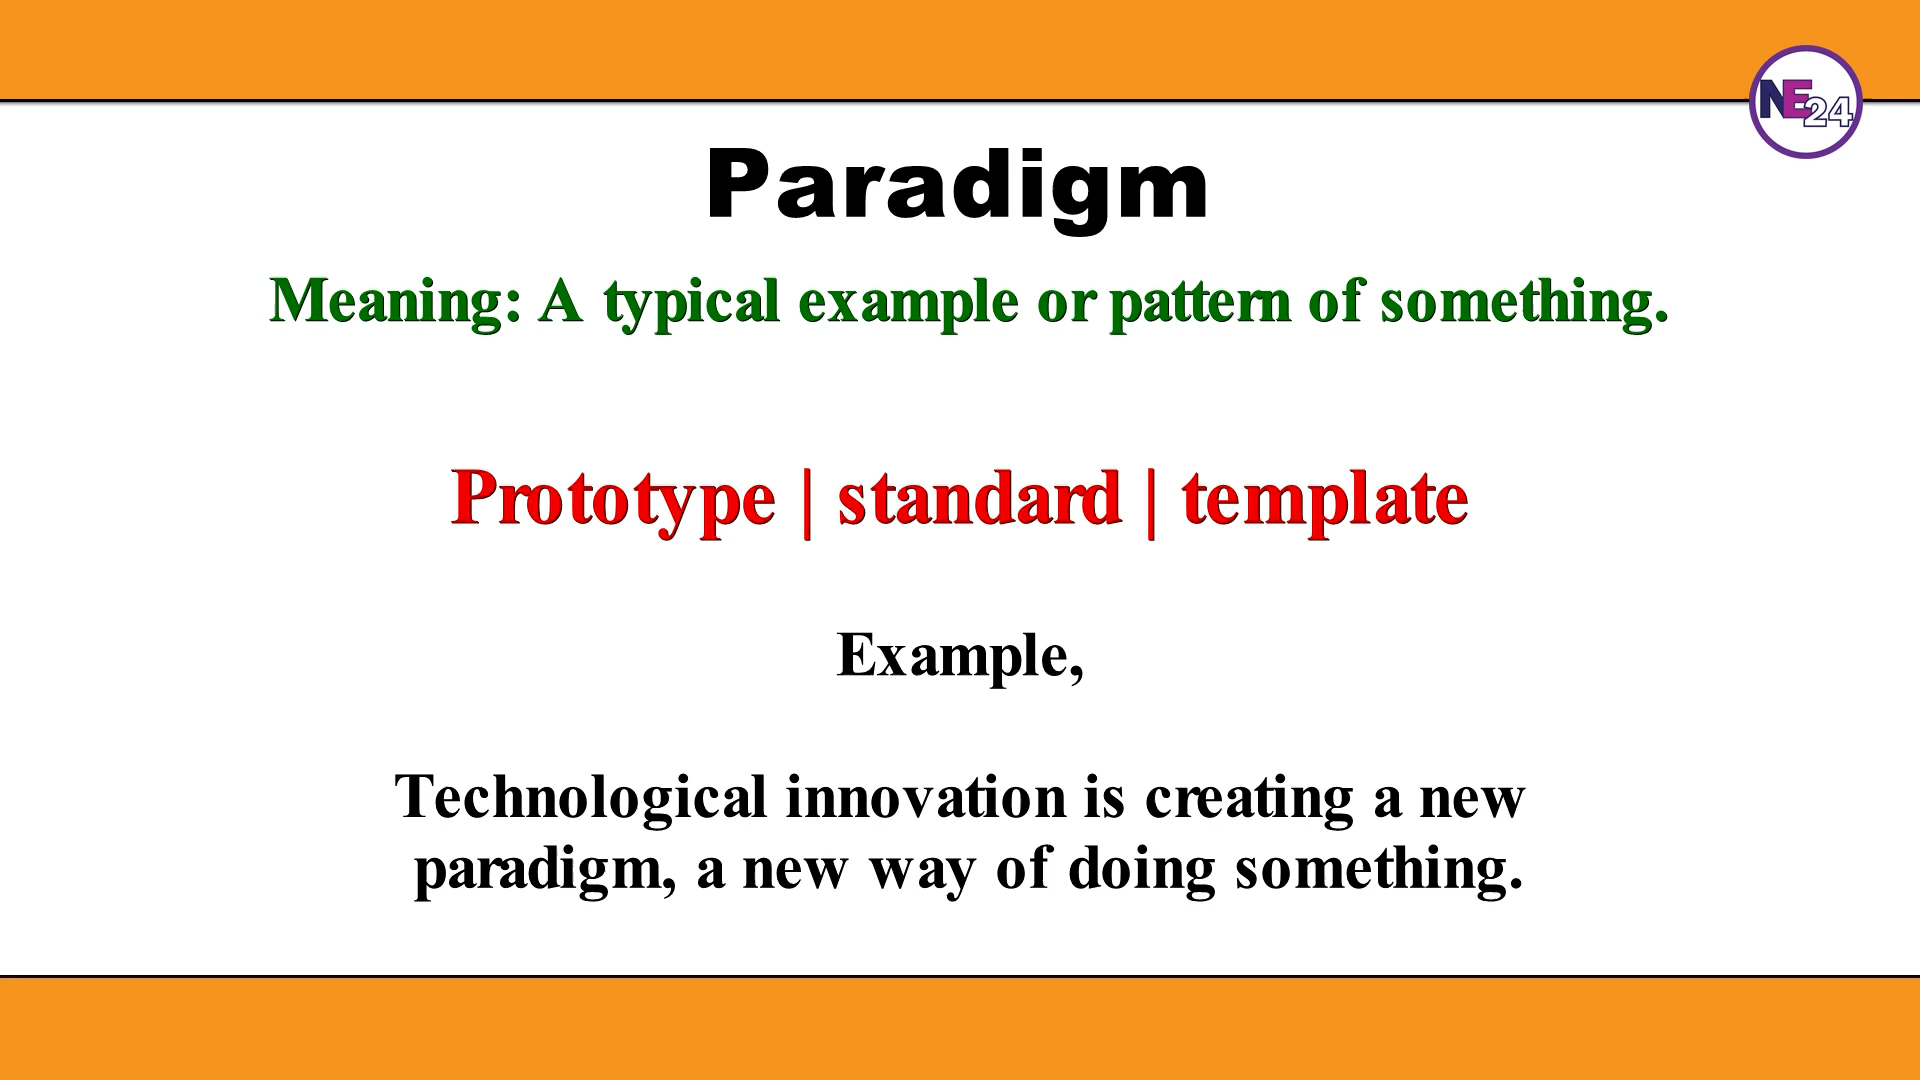 NE24
Paradigm
Meaning: A typical example or pattern of something.
Prototype | standard | template
Example,
Technological innovation is creating a new
paradigm, a new way of doing something.